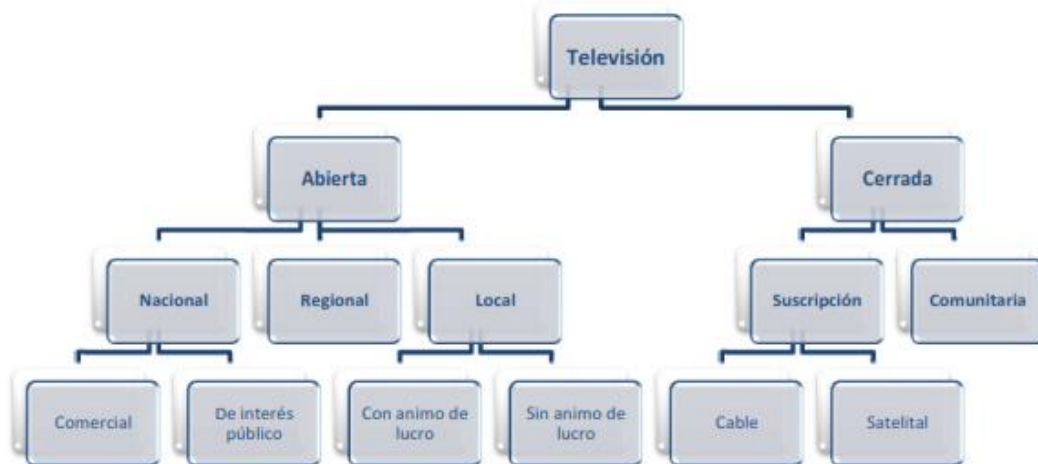 Televisión
Abierta
Cerrada
Nacional
Regional
Local
Suscripción
Comunitaria
Comercial
De interés
público
Con animo de
lucro
Sin animo de
lucro
Cable
Satelital